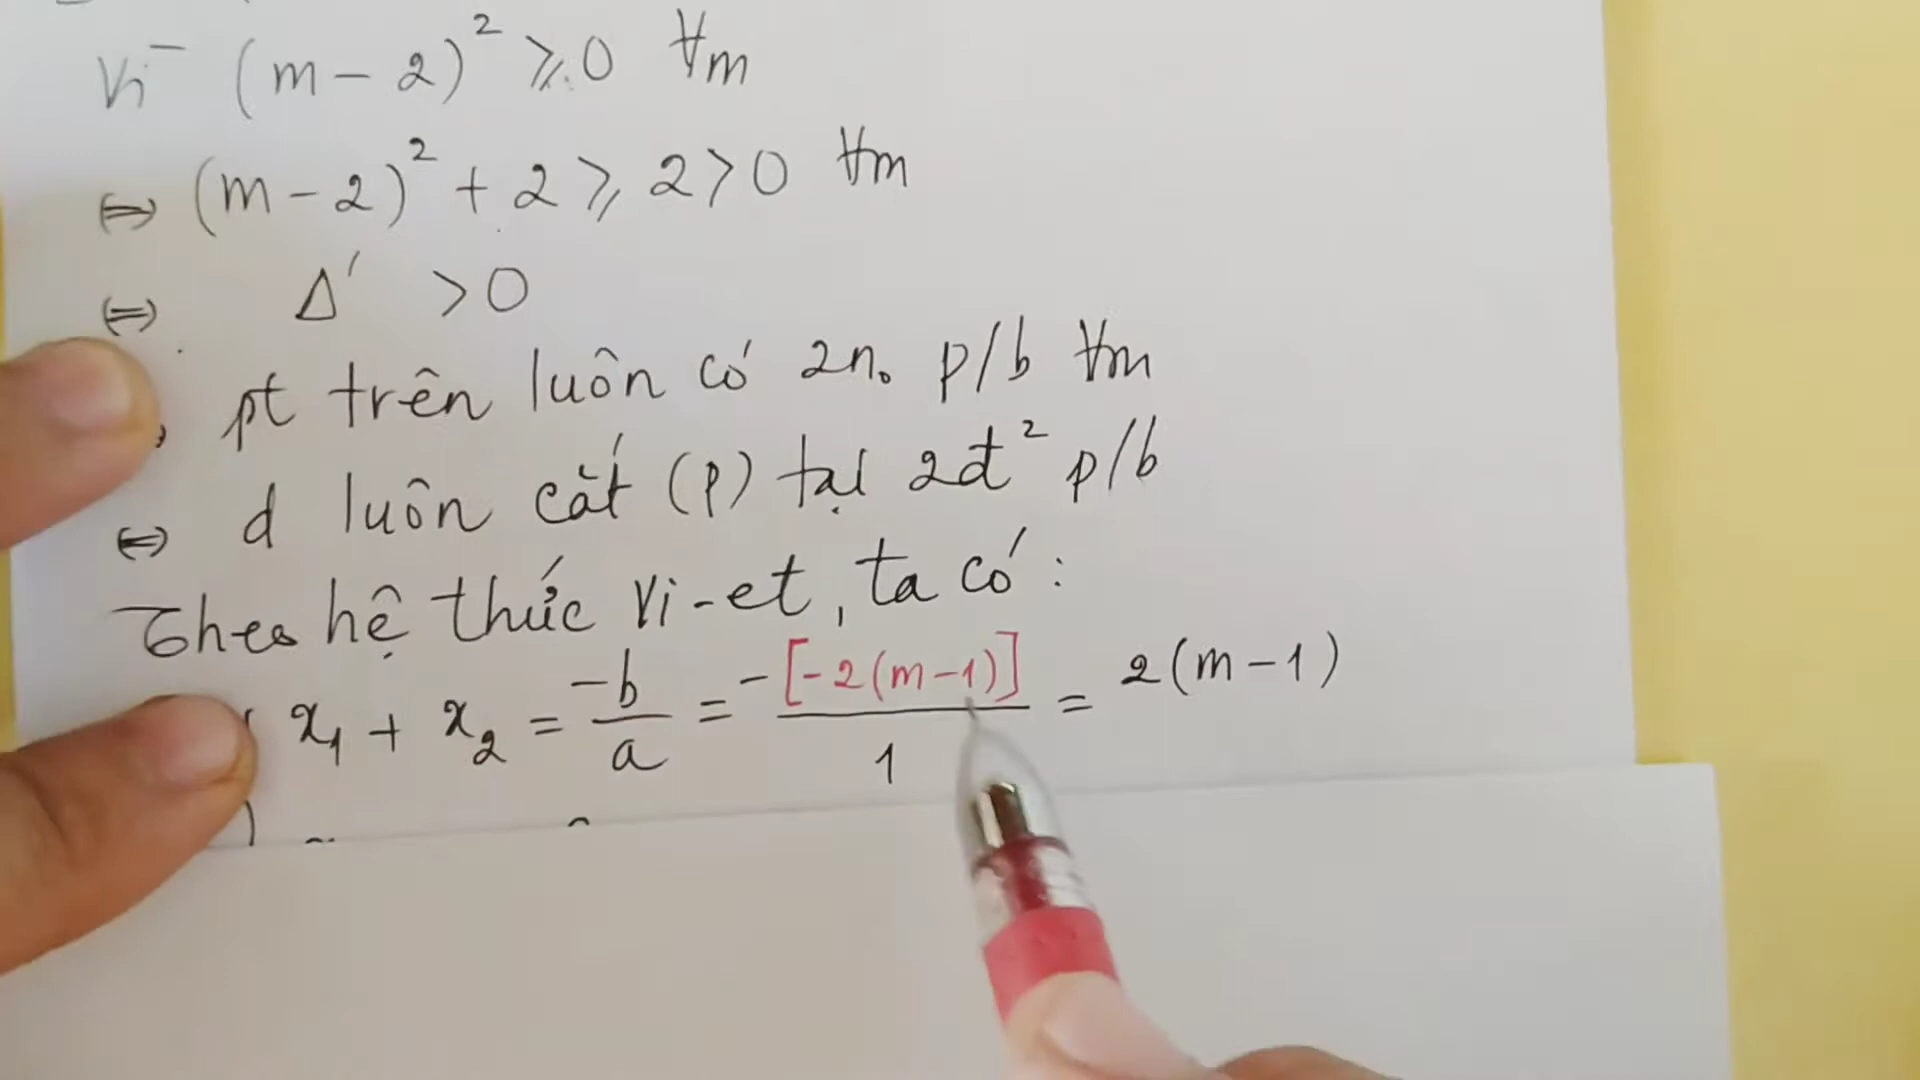 Vì (m-2)² ≥ 0 ∀m
⇔ (m-2)² + 2 ≥ 2 > 0 ∀m
⇔ Δ' > 0
pt trên luôn có 2n₀ p/b ∀m
⇔ d luôn cắt (P) tại 2đ² p/b
Theo hệ thức Vi-et, ta có:
x₁ + x₂ = -b/a = -[-2(m-1)]/1 = 2(m-1)